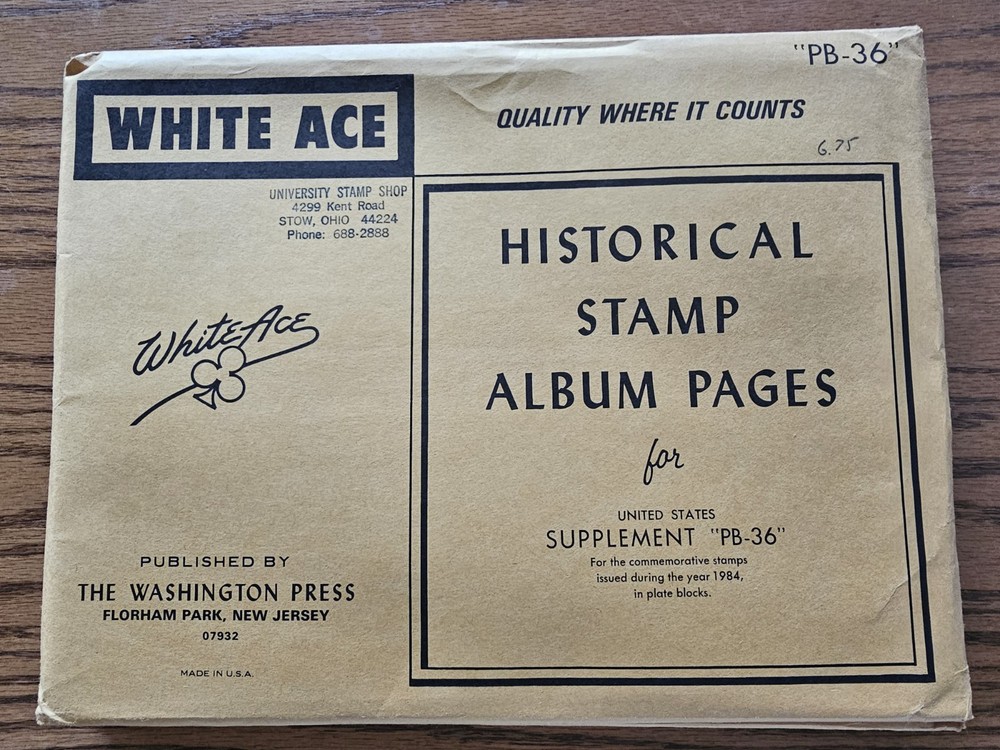 "PB-36"
WHITE ACE
QUALITY WHERE IT COUNTS
6.75
UNIVERSITY STAMP SHOP
4299 Kent Road
STOW, OHIO 44224
Phone: 688-2888
White Ace
HISTORICAL
STAMP
ALBUM PAGES
for
UNITED STATES
SUPPLEMENT "PB-36"
For the commemorative stamps
issued during the year 1984,
in plate blocks.
PUBLISHED BY
THE WASHINGTON PRESS
FLORHAM PARK, NEW JERSEY
07932
MADE IN U.S.A.